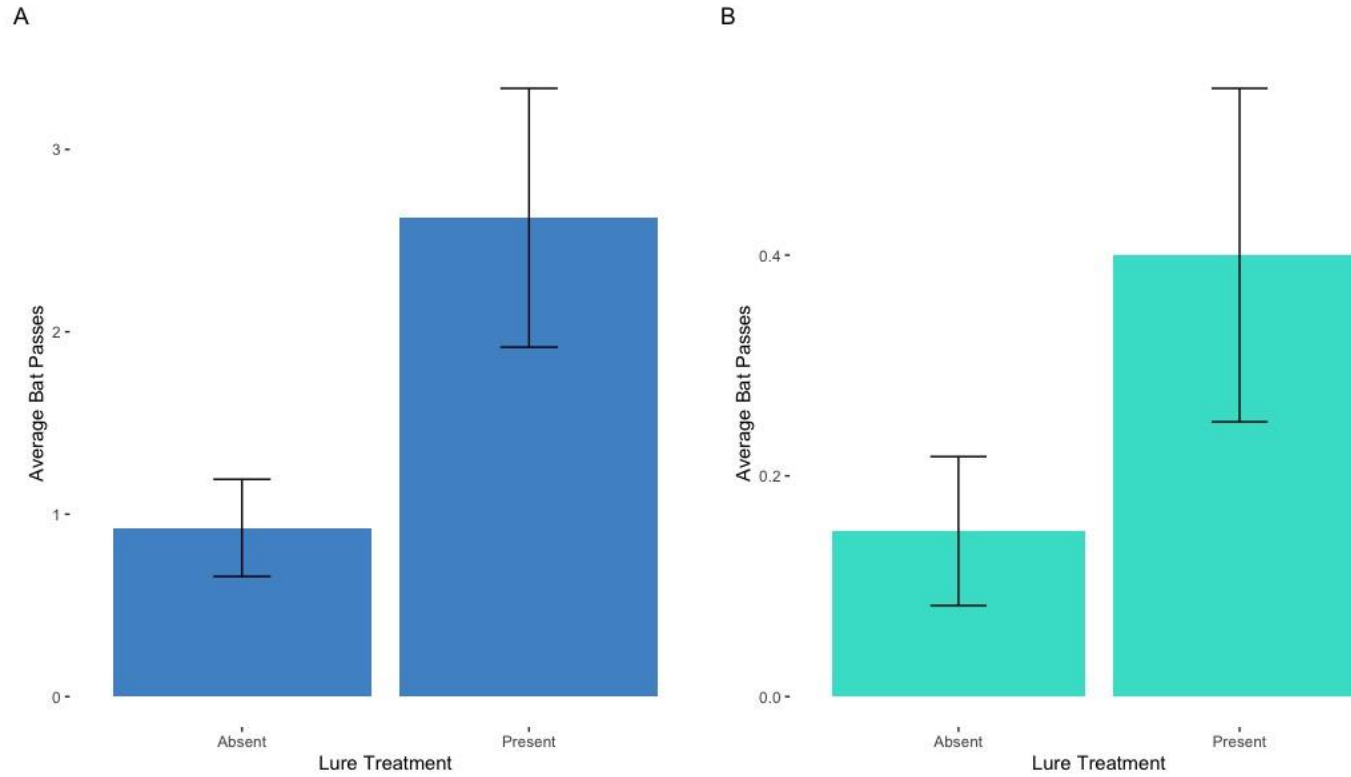 A
Average Bat Passes
3
2
1
0
Absent
Present
Lure Treatment
B
Average Bat Passes
0.4
0.2
0.0
Absent
Present
Lure Treatment